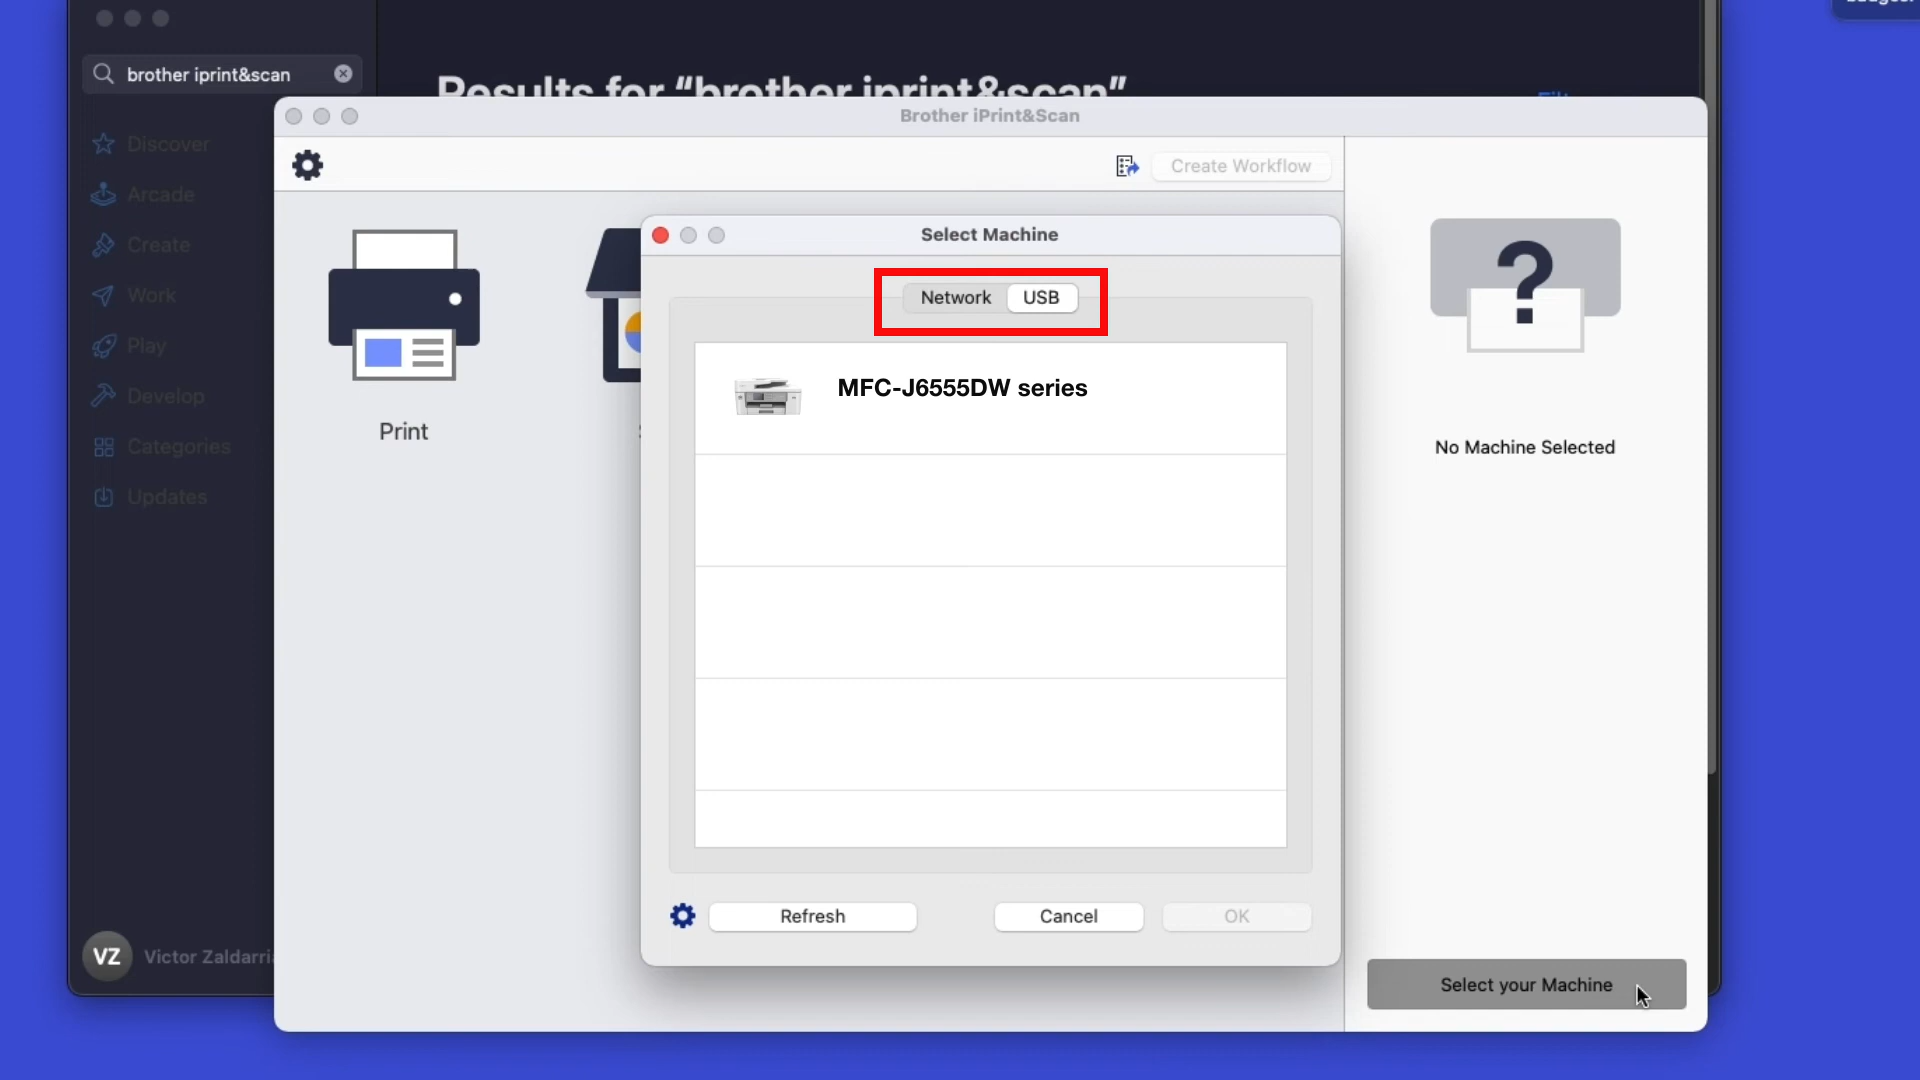 brother iprint&scan
Results for “brother iprint&scan”
Brother iPrint&Scan
Discover
Arcade
Create
Work
Play
Develop
Categories
Updates
Create Workflow
Select Machine
Network
USB
MFC-J6555DW series
Print
No Machine Selected
Refresh
Cancel
OK
VZ
Victor Zaldarri
Select your Machine